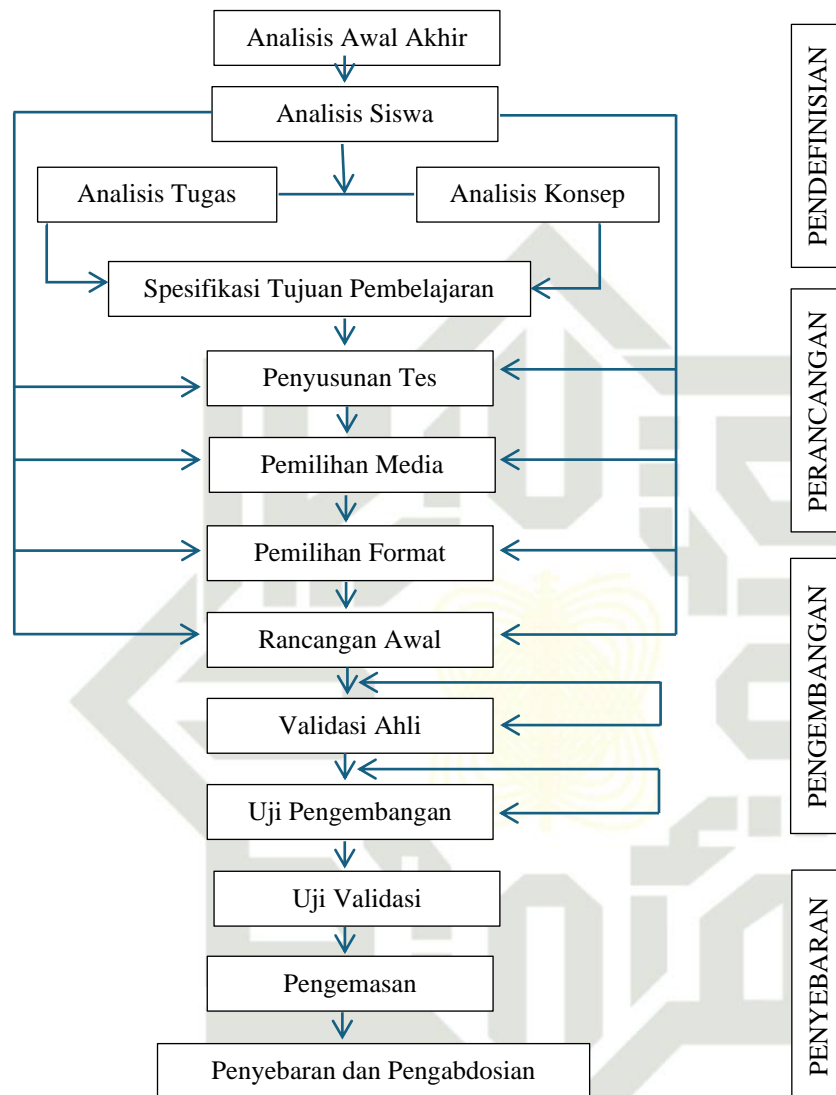 Analisis Awal Akhir
Analisis Siswa
Analisis Tugas
Analisis Konsep
Spesifikasi Tujuan Pembelajaran
Penyusunan Tes
Pemilihan Media
Pemilihan Format
Rancangan Awal
Validasi Ahli
Uji Pengembangan
Uji Validasi
Pengemasan
Penyebaran dan Pengabdosian
PENDEFINISIAN
PERANCANGAN
PENGEMBANGAN
PENYEBARAN